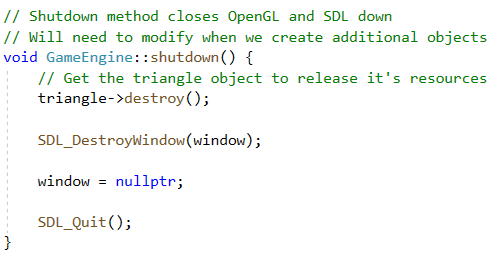 // Shutdown method closes OpenGL and SDL down
// Will need to modify when we create additional objects
void GameEngine::shutdown() {
    // Get the triangle object to release it's resources
    triangle->destroy();
    SDL_DestroyWindow(window);
    window = nullptr;
    SDL_Quit();
}